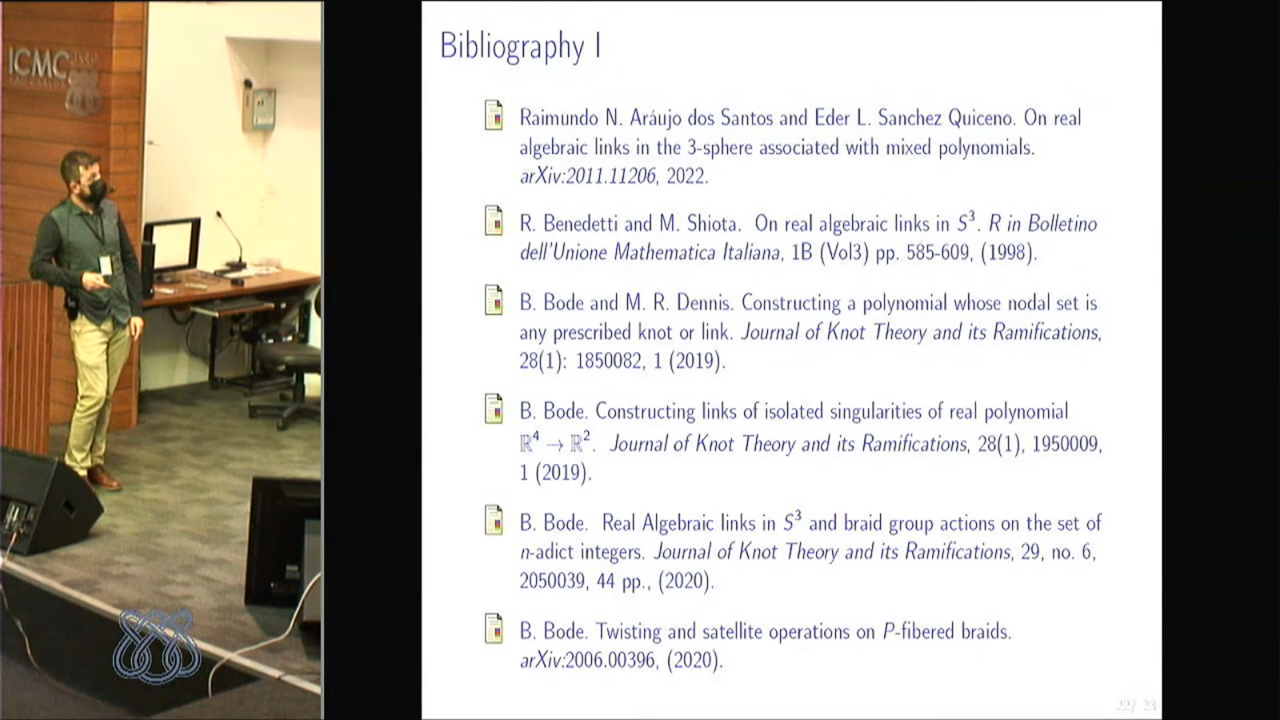 ICMC
Bibliography I
Raimundo N. Aráujo dos Santos and Eder L. Sanchez Quiceno. On real
algebraic links in the 3-sphere associated with mixed polynomials.
arXiv:2011.11206, 2022.
R. Benedetti and M. Shiota. On real algebraic links in S³. R in Bolletino
dell'Unione Mathematica Italiana, 1B (Vol3) pp. 585-609, (1998).
B. Bode and M. R. Dennis. Constructing a polynomial whose nodal set is
any prescribed knot or link. Journal of Knot Theory and its Ramifications,
28(1): 1850082, 1 (2019).
B. Bode. Constructing links of isolated singularities of real polynomial
ℝ⁴ → ℝ². Journal of Knot Theory and its Ramifications, 28(1), 1950009,
1 (2019).
B. Bode. Real Algebraic links in S³ and braid group actions on the set of
n-adict integers. Journal of Knot Theory and its Ramifications, 29, no. 6,
2050039, 44 pp., (2020).
B. Bode. Twisting and satellite operations on P-fibered braids.
arXiv:2006.00396, (2020).
22/ 23